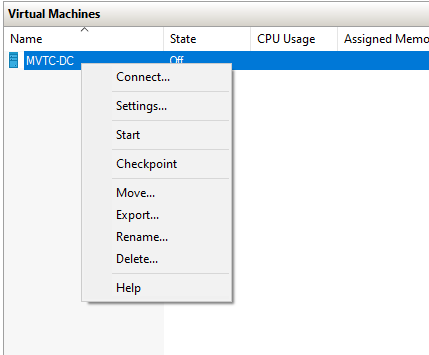 Virtual Machines
Name State CPU Usage Assigned Memo
MVTC-DC Off
Connect...
Settings...
Start
Checkpoint
Move...
Export...
Rename...
Delete...
Help